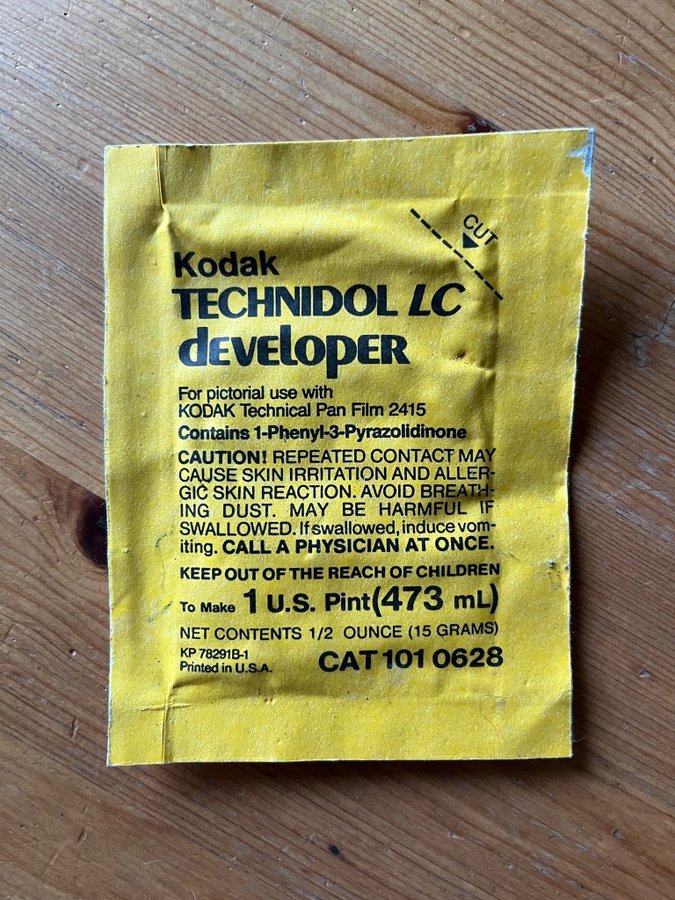 CUT
Kodak
TECHNIDOL LC
developer
For pictorial use with
KODAK Technical Pan Film 2415
Contains 1-Phenyl-3-Pyrazolidinone
CAUTION! REPEATED CONTACT MAY
CAUSE SKIN IRRITATION AND ALLER-
GIC SKIN REACTION. AVOID BREATH-
ING DUST. MAY BE HARMFUL IF
SWALLOWED. If swallowed, induce vom-
iting. CALL A PHYSICIAN AT ONCE.
KEEP OUT OF THE REACH OF CHILDREN
To Make 1 U.S. Pint (473 mL)
NET CONTENTS 1/2 OUNCE (15 GRAMS)
KP 78291B-1
Printed in U.S.A.
CAT 101 0628